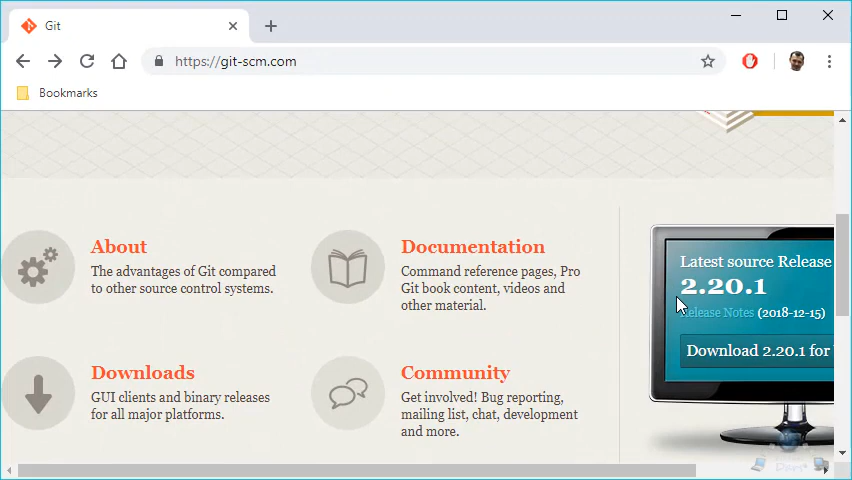 Git
https://git-scm.com
Bookmarks
About
The advantages of Git compared
to other source control systems.
Documentation
Command reference pages, Pro
Git book content, videos and
other material.
Downloads
GUI clients and binary releases
for all major platforms.
Community
Get involved! Bug reporting,
mailing list, chat, development
and more.
Latest source Release
2.20.1
Release Notes (2018-12-15)
Download 2.20.1 for